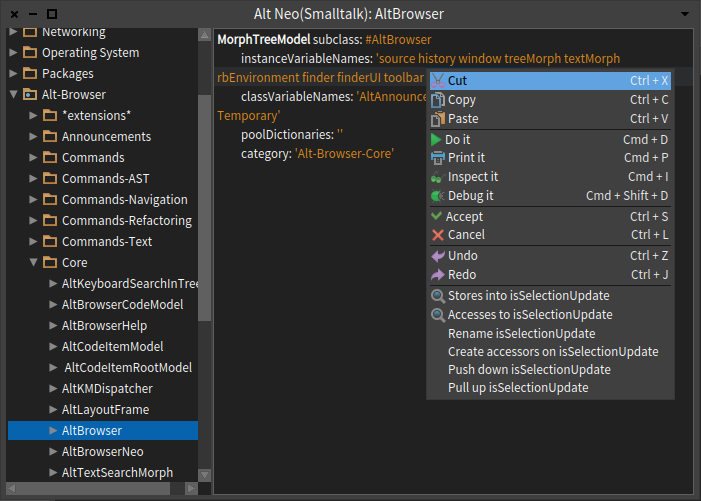 Alt Neo(Smalltalk): AltBrowser
Networking
Operating System
Packages
Alt-Browser
*extensions*
Announcements
Commands
Commands-AST
Commands-Navigation
Commands-Refactoring
Commands-Text
Core
AltKeyboardSearchInTree
AltBrowserCodeModel
AltBrowserHelp
AltCodeItemModel
AltCodeItemRootModel
AltKMDispatcher
AltLayoutFrame
AltBrowser
AltBrowserNeo
AltTextSearchMorph
MorphTreeModel subclass: #AltBrowser
instanceVariableNames: 'source history window treeMorph textMorph
rbEnvironment finder finderUI toolbar
classVariableNames: 'AltAnnounce
Temporary'
poolDictionaries: ''
category: 'Alt-Browser-Core'
Cut Ctrl + X
Copy Ctrl + C
Paste Ctrl + V
Do it Cmd + D
Print it Cmd + P
Inspect it Cmd + I
Debug it Cmd + Shift + D
Accept Ctrl + S
Cancel Ctrl + L
Undo Ctrl + Z
Redo Ctrl + J
Stores into isSelectionUpdate
Accesses to isSelectionUpdate
Rename isSelectionUpdate
Create accessors on isSelectionUpdate
Push down isSelectionUpdate
Pull up isSelectionUpdate